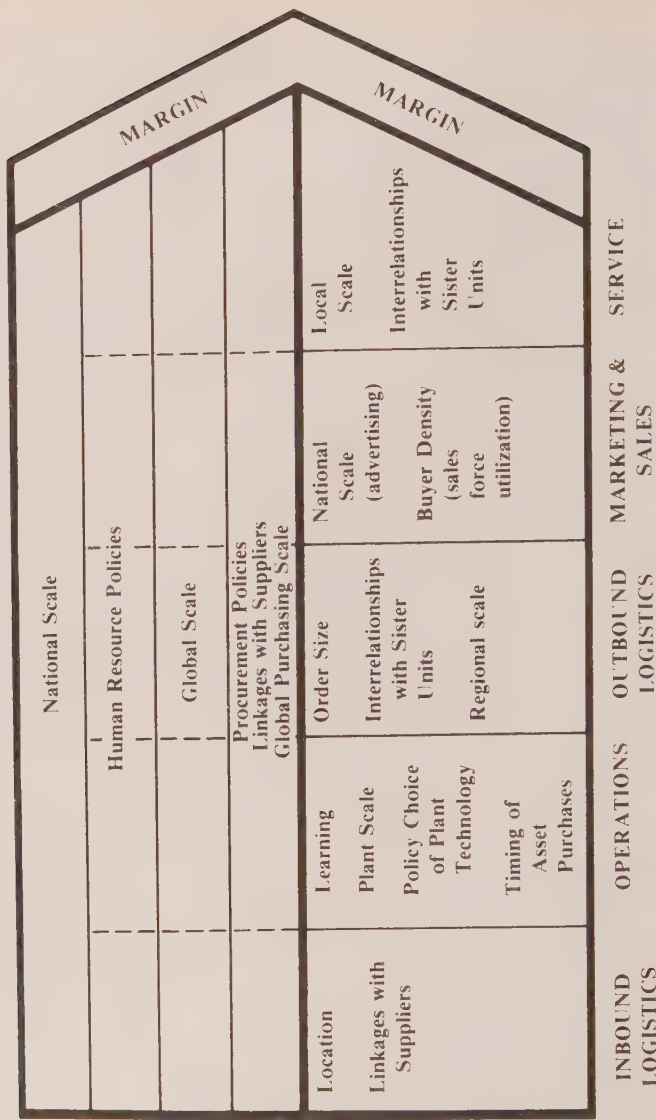 National Scale
Human Resource Policies
Global Scale
Procurement Policies
Linkages with Suppliers
Global Purchasing Scale
MARGIN
MARGIN
Location
Linkages with
Suppliers
Learning
Plant Scale
Policy Choice
of Plant
Technology
Timing of
Asset
Purchases
Order Size
Interrelationships
with Sister
Units
Regional scale
National
Scale
(advertising)
Buyer Density
(sales
force
utilization)
Local
Scale
Interrelationships
with
Sister
Units
INBOUND
LOGISTICS
OPERATIONS
OUTBOUND
LOGISTICS
MARKETING &
SALES
SERVICE